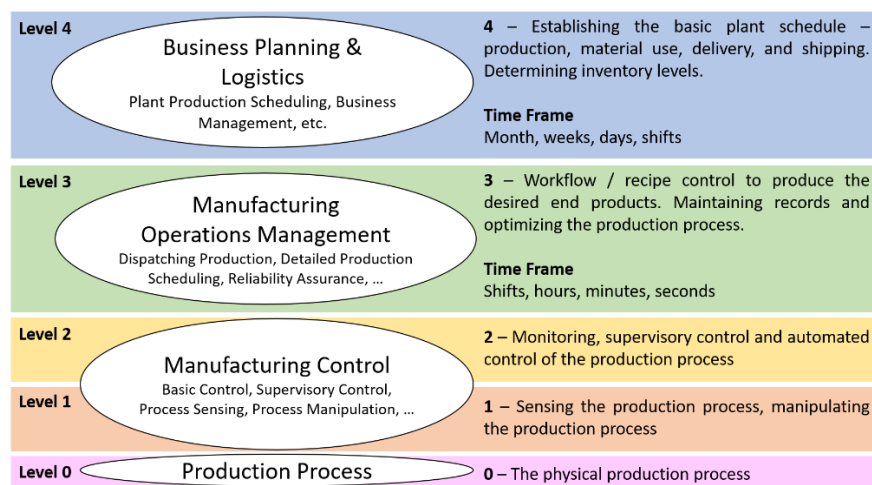 Level 4
Business Planning &
Logistics
Plant Production Scheduling, Business
Management, etc.
4 – Establishing the basic plant schedule –
production, material use, delivery, and shipping.
Determining inventory levels.
Time Frame
Month, weeks, days, shifts
Level 3
Manufacturing
Operations Management
Dispatching Production, Detailed Production
Scheduling, Reliability Assurance, ...
3 – Workflow / recipe control to produce the
desired end products. Maintaining records and
optimizing the production process.
Time Frame
Shifts, hours, minutes, seconds
Level 2
Manufacturing Control
Basic Control, Supervisory Control,
Process Sensing, Process Manipulation, ...
2 – Monitoring, supervisory control and automated
control of the production process
Level 1
1 – Sensing the production process, manipulating
the production process
Level 0
Production Process
0 – The physical production process